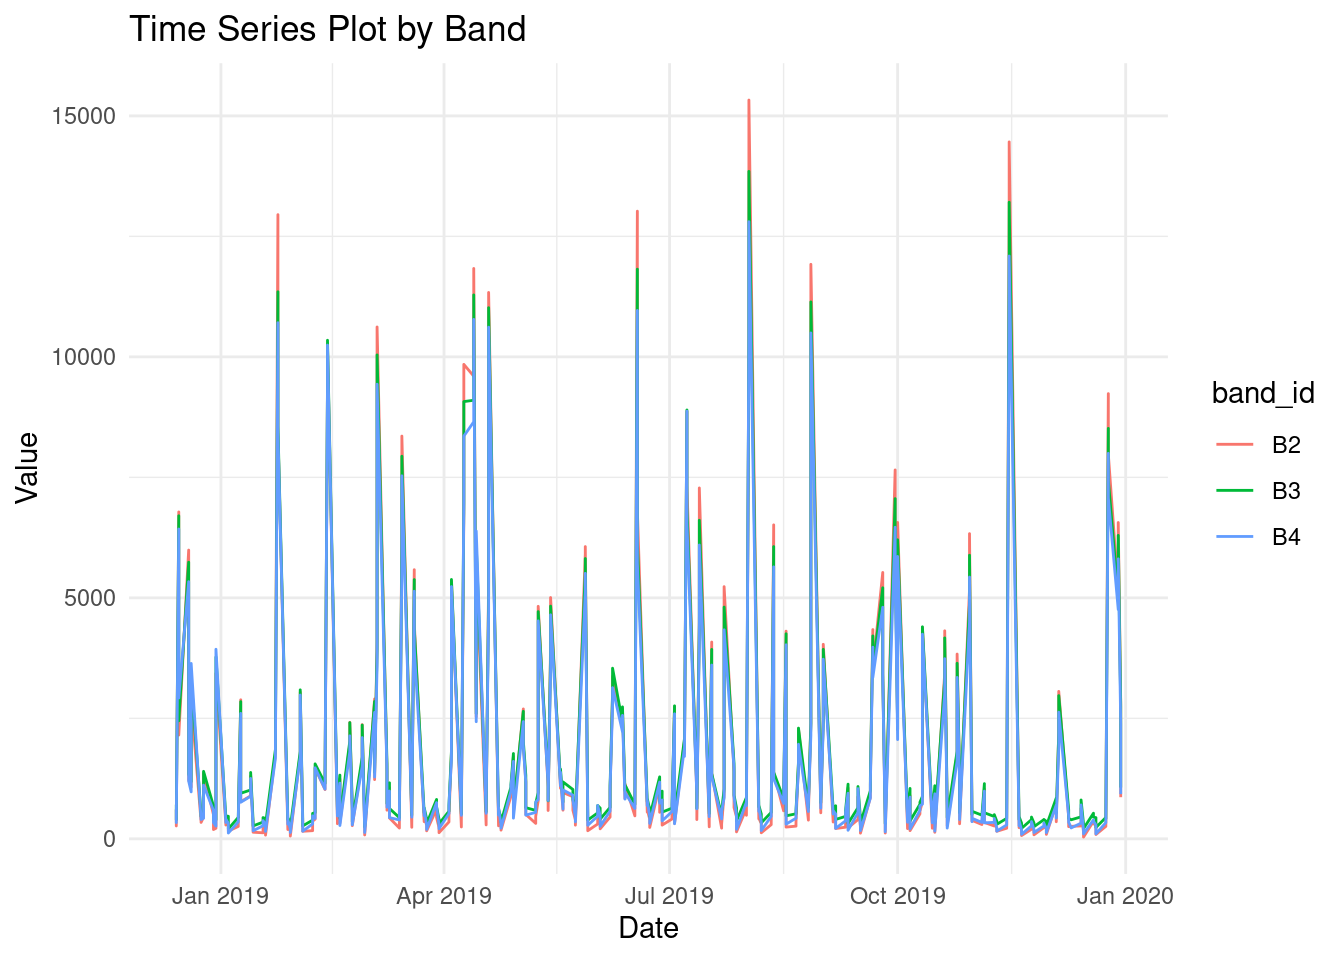 Time Series Plot by Band
15000
10000
5000
0
Value
Jan 2019
Apr 2019
Jul 2019
Oct 2019
Jan 2020
Date
band_id
B2
B3
B4